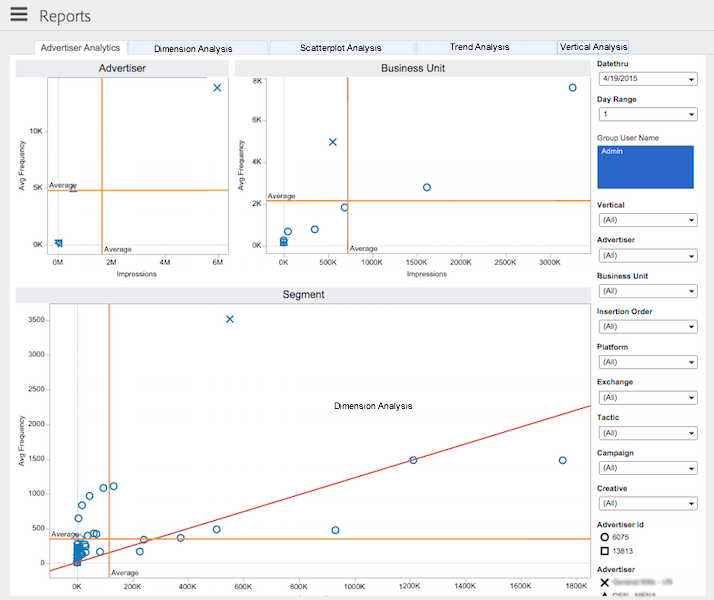 Reports
Advertiser Analytics
Dimension Analysis
Scatterplot Analysis
Trend Analysis
Vertical Analysis
Advertiser
Avg Frequency
10K
5K
0K
Average
Average
0M
2M
4M
6M
Impressions
Business Unit
Avg Frequency
8K
6K
4K
2K
0K
Average
Average
0K
500K
1000K
1500K
2000K
2500K
3000K
Impressions
Segment
Avg Frequency
3500
3000
2500
2000
1500
1000
500
0
Dimension Analysis
Average
Average
0K
200K
400K
600K
800K
1000K
1200K
1400K
1600K
1800K
Datethru
4/19/2015
Day Range
1
Group User Name
Admin
Vertical
(All)
Advertiser
(All)
Business Unit
(All)
Insertion Order
(All)
Platform
(All)
Exchange
(All)
Tactic
(All)
Campaign
(All)
Creative
(All)
Advertiser Id
6075
13813
Advertiser